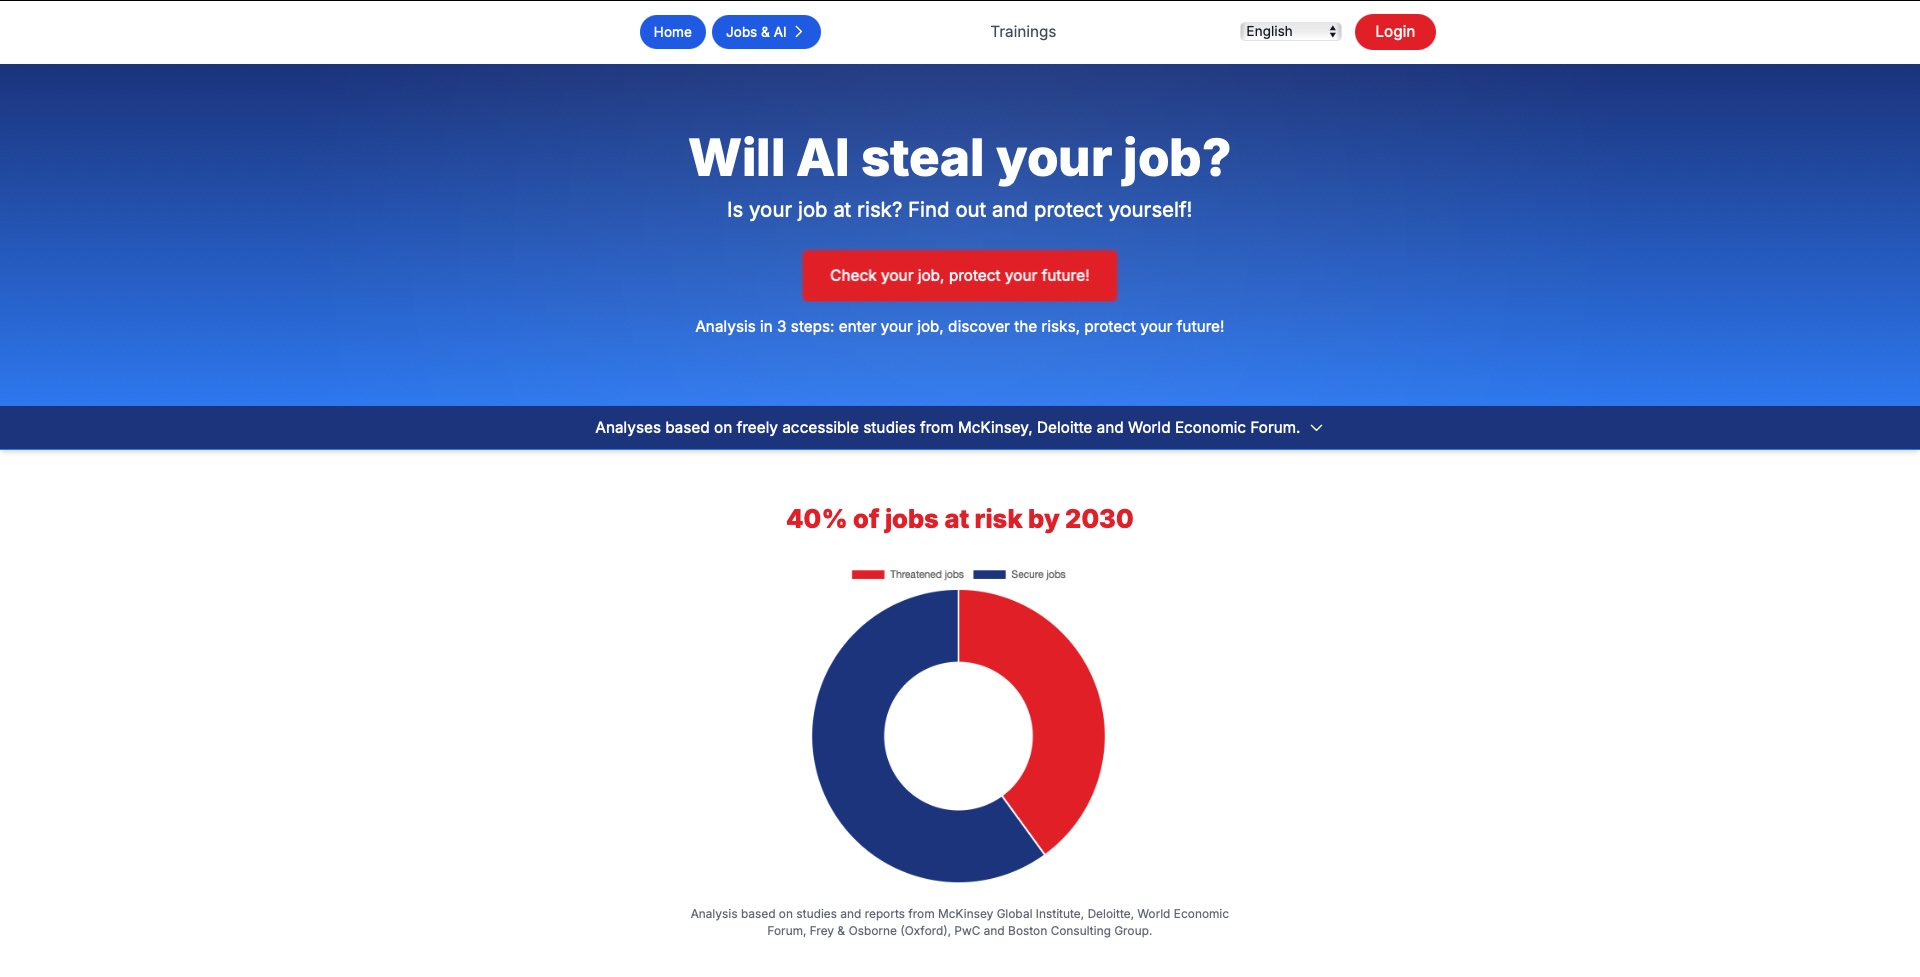 Home
Jobs & AI
Trainings
English
Login
Will AI steal your job?
Is your job at risk? Find out and protect yourself!
Check your job, protect your future!
Analysis in 3 steps: enter your job, discover the risks, protect your future!
Analyses based on freely accessible studies from McKinsey, Deloitte and World Economic Forum.
40% of jobs at risk by 2030
Threatened jobs
Secure jobs
Analysis based on studies and reports from McKinsey Global Institute, Deloitte, World Economic
Forum, Frey & Osborne (Oxford), PwC and Boston Consulting Group.